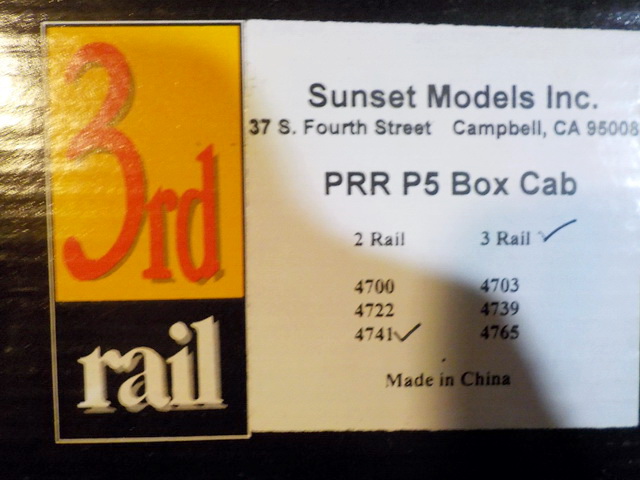 3rd
rail
Sunset Models Inc.
37 S. Fourth Street Campbell, CA 95008
PRR P5 Box Cab
2 Rail 3 Rail ✓
4700 4703
4722 4739
4741✓ 4765
Made in China